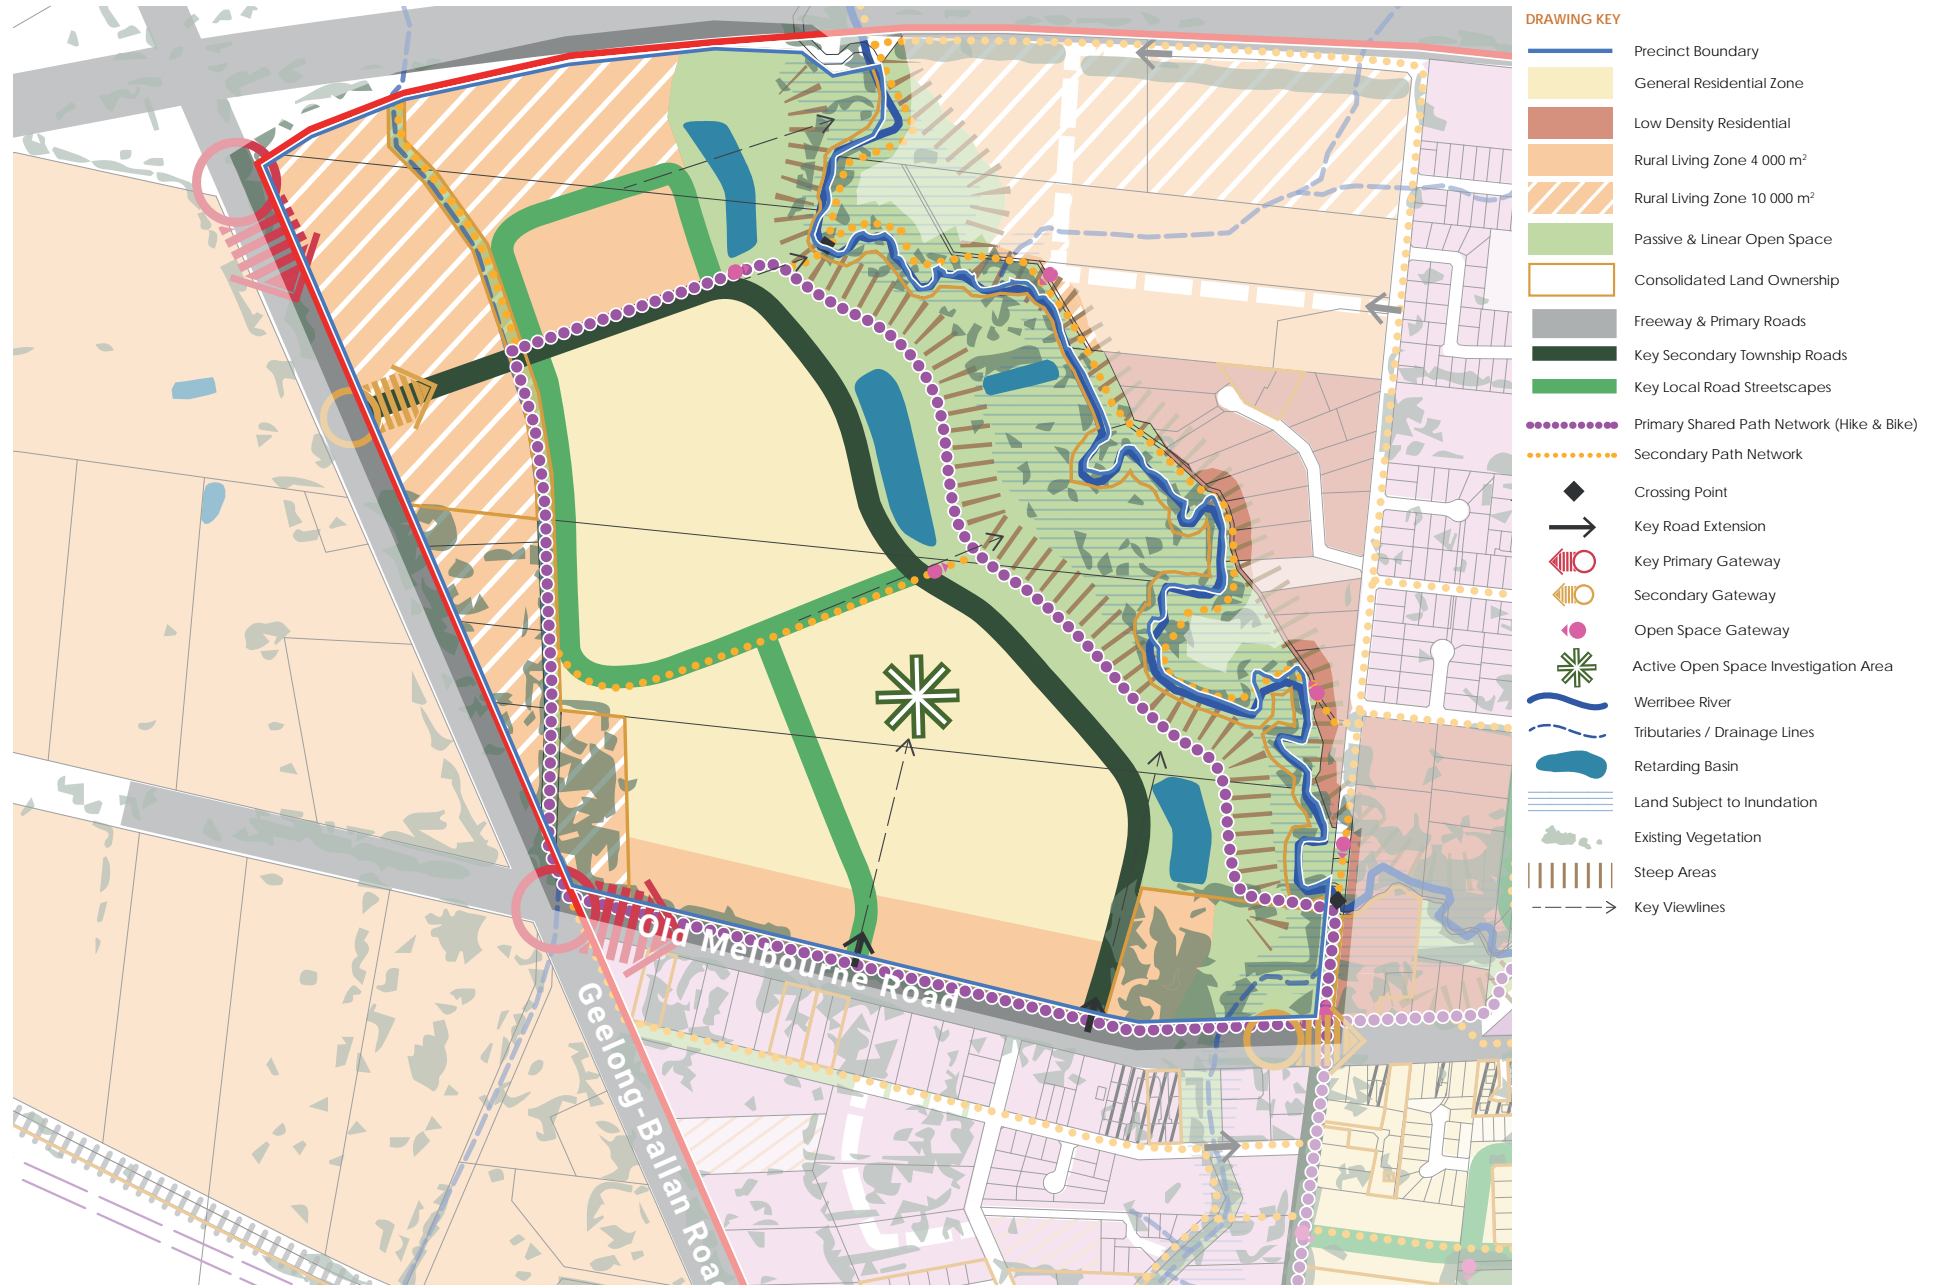 DRAWING KEY
Precinct Boundary
General Residential Zone
Low Density Residential
Rural Living Zone 4 000 m²
Rural Living Zone 10 000 m²
Passive & Linear Open Space
Consolidated Land Ownership
Freeway & Primary Roads
Key Secondary Township Roads
Key Local Road Streetscapes
Primary Shared Path Network (Hike & Bike)
Secondary Path Network
Crossing Point
Key Road Extension
Key Primary Gateway
Secondary Gateway
Open Space Gateway
Active Open Space Investigation Area
Werribee River
Tributaries / Drainage Lines
Retarding Basin
Land Subject to Inundation
Existing Vegetation
Steep Areas
Key Viewlines
Old Melbourne Road
Geelong-Ballan Road